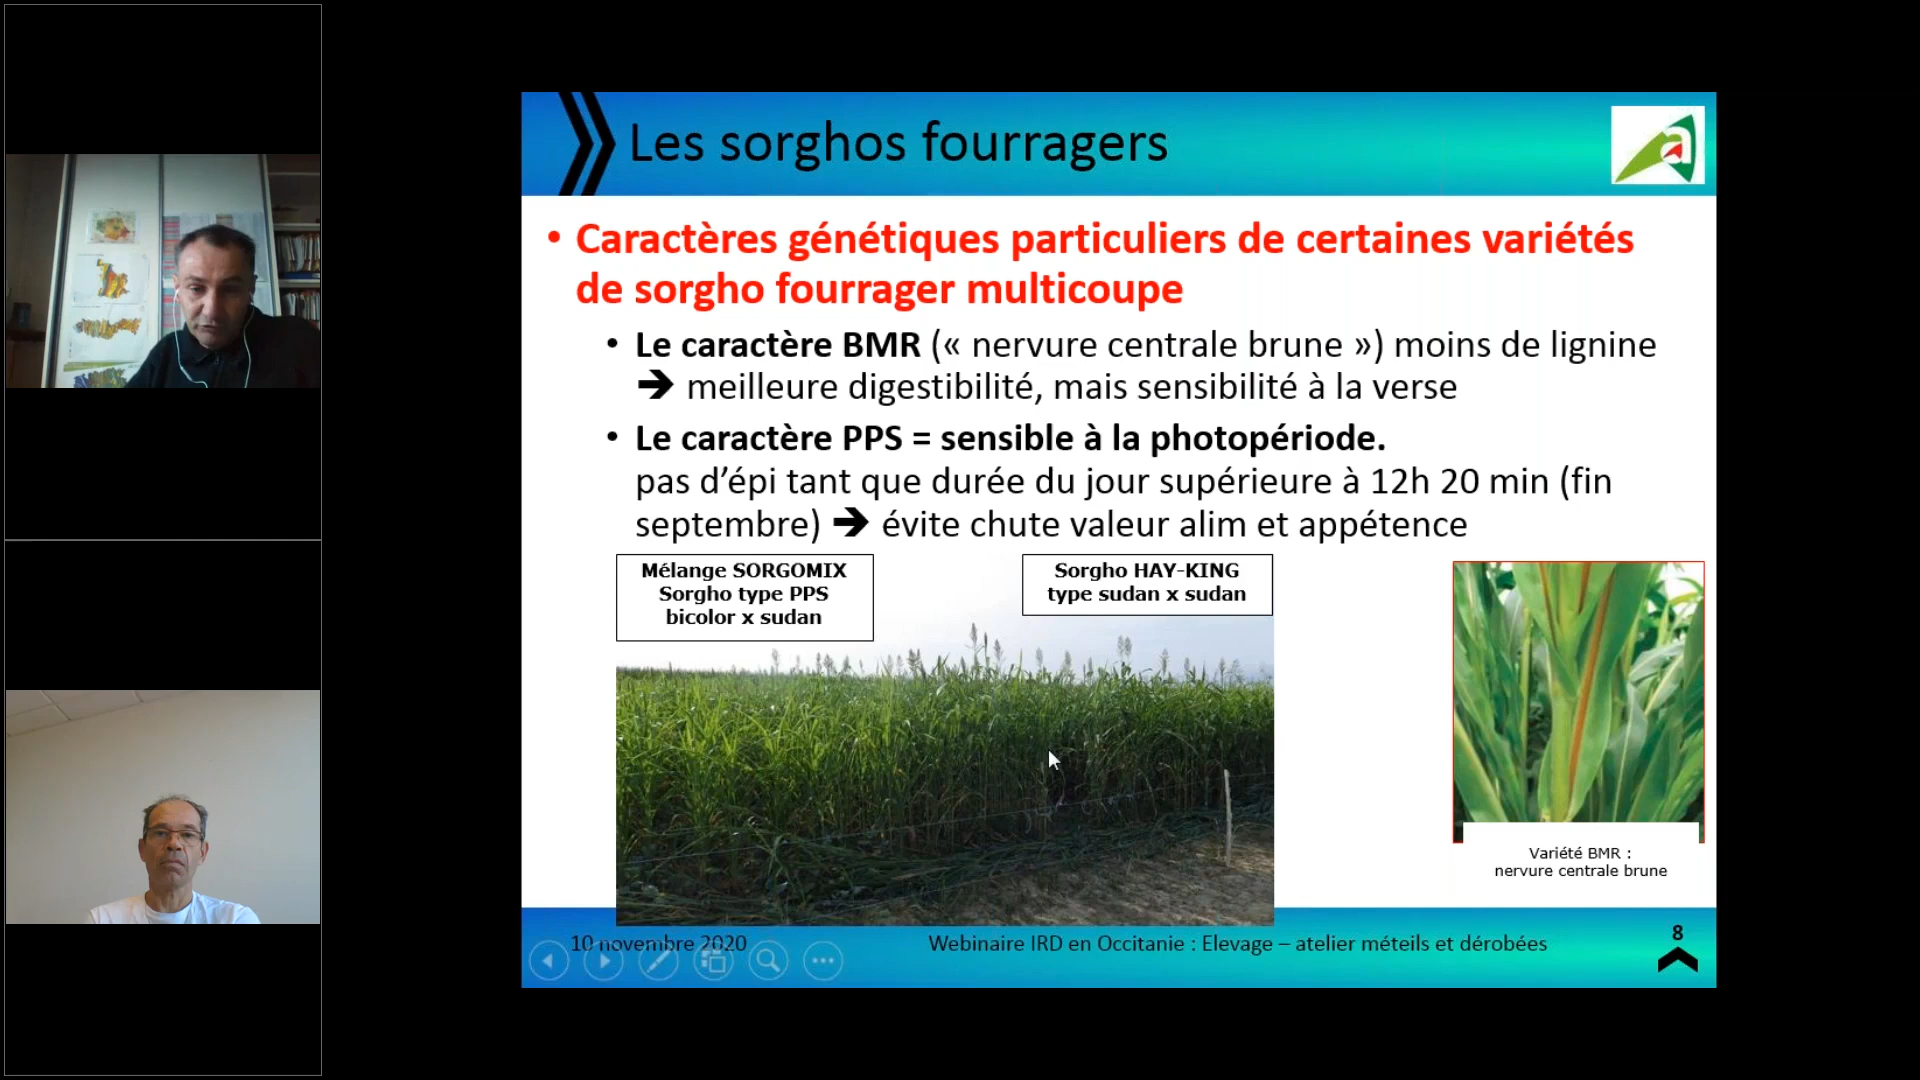 Les sorghos fourragers
• Caractères génétiques particuliers de certaines variétés
de sorgho fourrager multicoupe
• Le caractère BMR (« nervure centrale brune ») moins de lignine
➔ meilleure digestibilité, mais sensibilité à la verse
• Le caractère PPS = sensible à la photopériode.
pas d’épi tant que durée du jour supérieure à 12h 20 min (fin
septembre) ➔ évite chute valeur alim et appétence
Mélange SORGOMIX
Sorgho type PPS
bicolor x sudan
Sorgho HAY-KING
type sudan x sudan
Variété BMR :
nervure centrale brune
10 novembre 2020
Webinaire IRD en Occitanie : Elevage – atelier méteils et dérobées
8